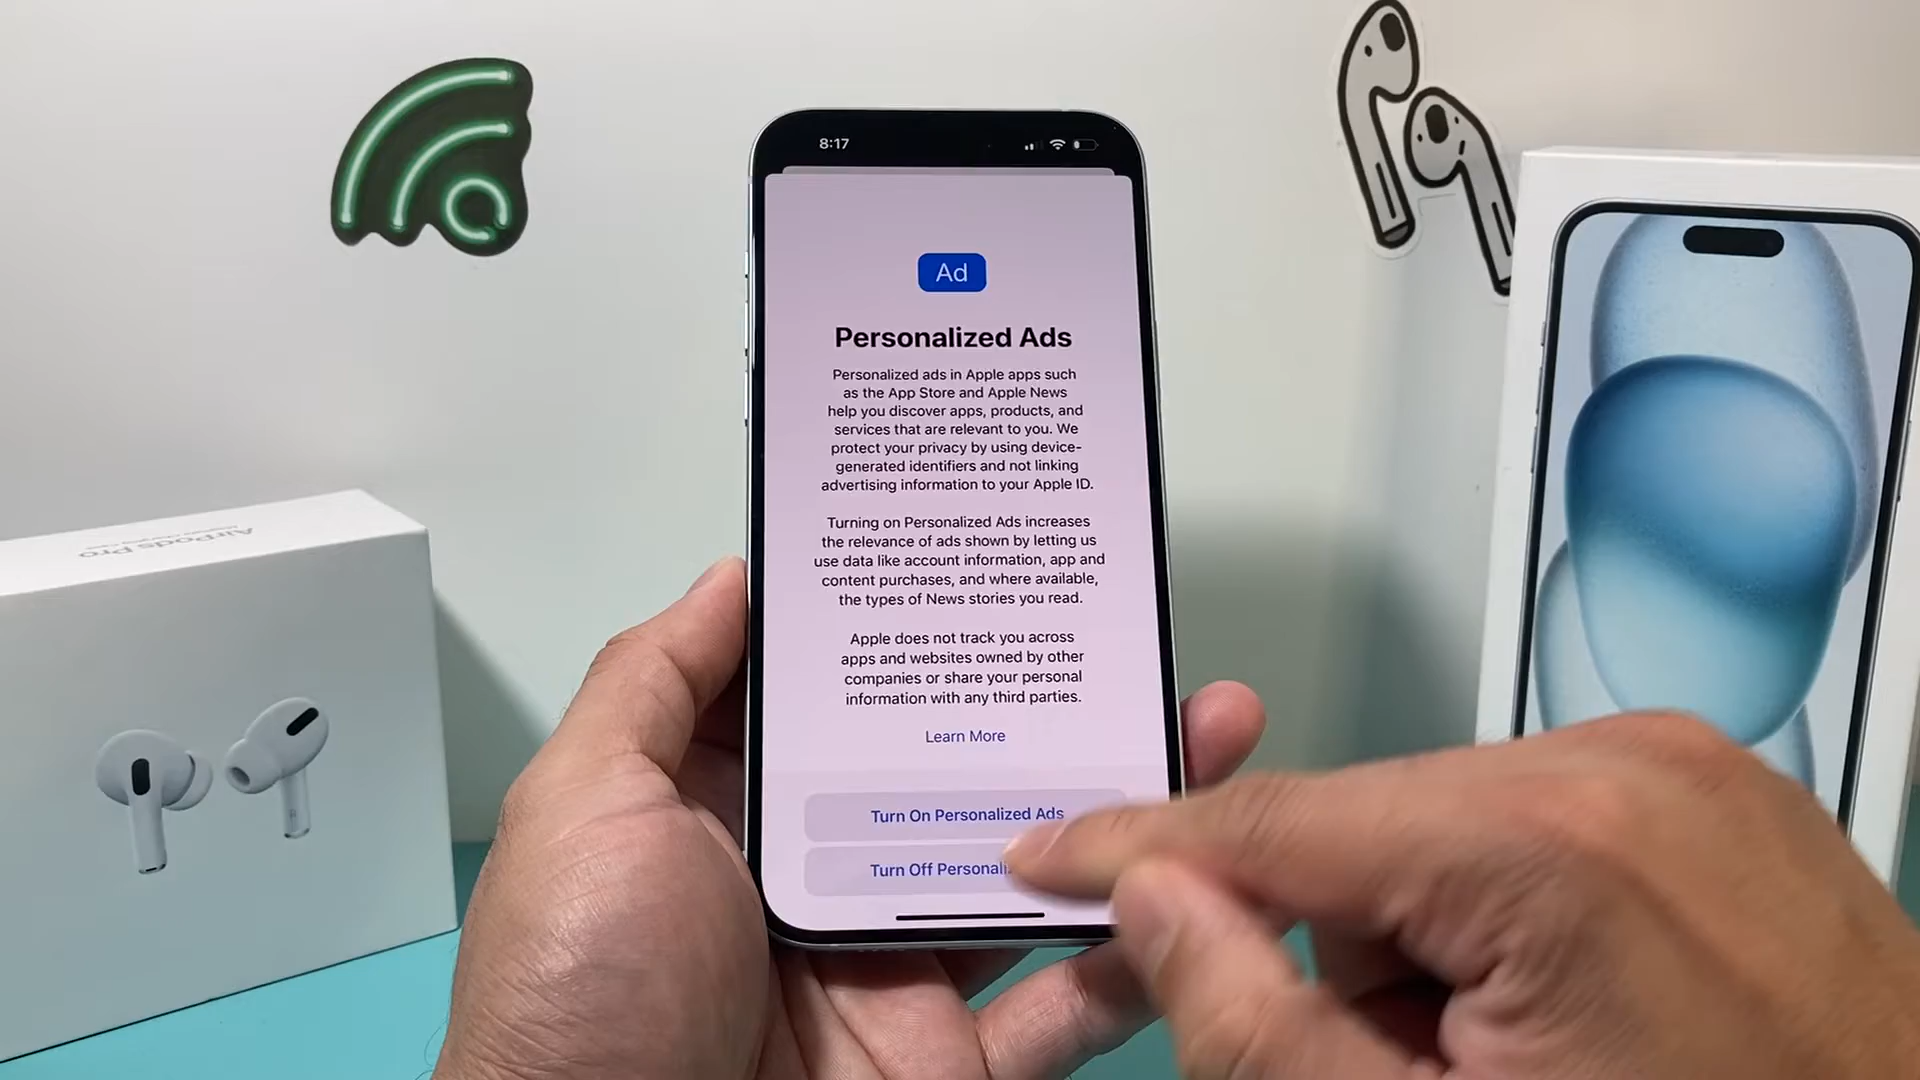 8:17
Ad
Personalized Ads
Personalized ads in Apple apps such
as the App Store and Apple News
help you discover apps, products, and
services that are relevant to you. We
protect your privacy by using device-
generated identifiers and not linking
advertising information to your Apple ID.
Turning on Personalized Ads increases
the relevance of ads shown by letting us
use data like account information, app and
content purchases, and where available,
the types of News stories you read.
Apple does not track you across
apps and websites owned by other
companies or share your personal
information with any third parties.
Learn More
Turn On Personalized Ads
Turn Off
AirPods Pro